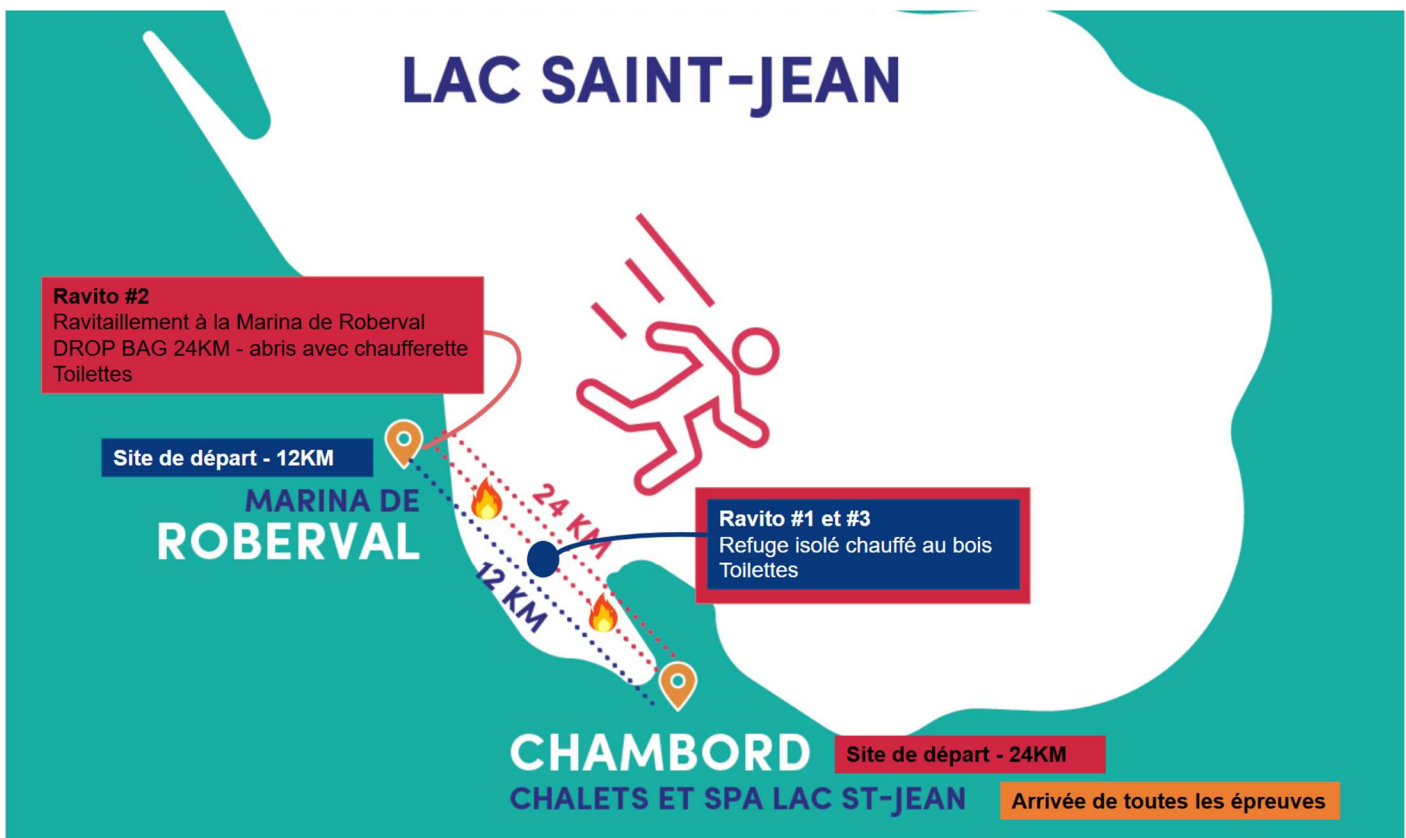 LAC SAINT-JEAN
Ravito #2
Ravitaillement à la Marina de Roberval
DROP BAG 24KM - abris avec chaufferette
Toilettes
Site de départ - 12KM
MARINA DE
ROBERVAL
24 KM
12 KM
Ravito #1 et #3
Refuge isolé chauffé au bois
Toilettes
CHAMBORD
Site de départ - 24KM
CHALETS ET SPA LAC ST-JEAN
Arrivée de toutes les épreuves